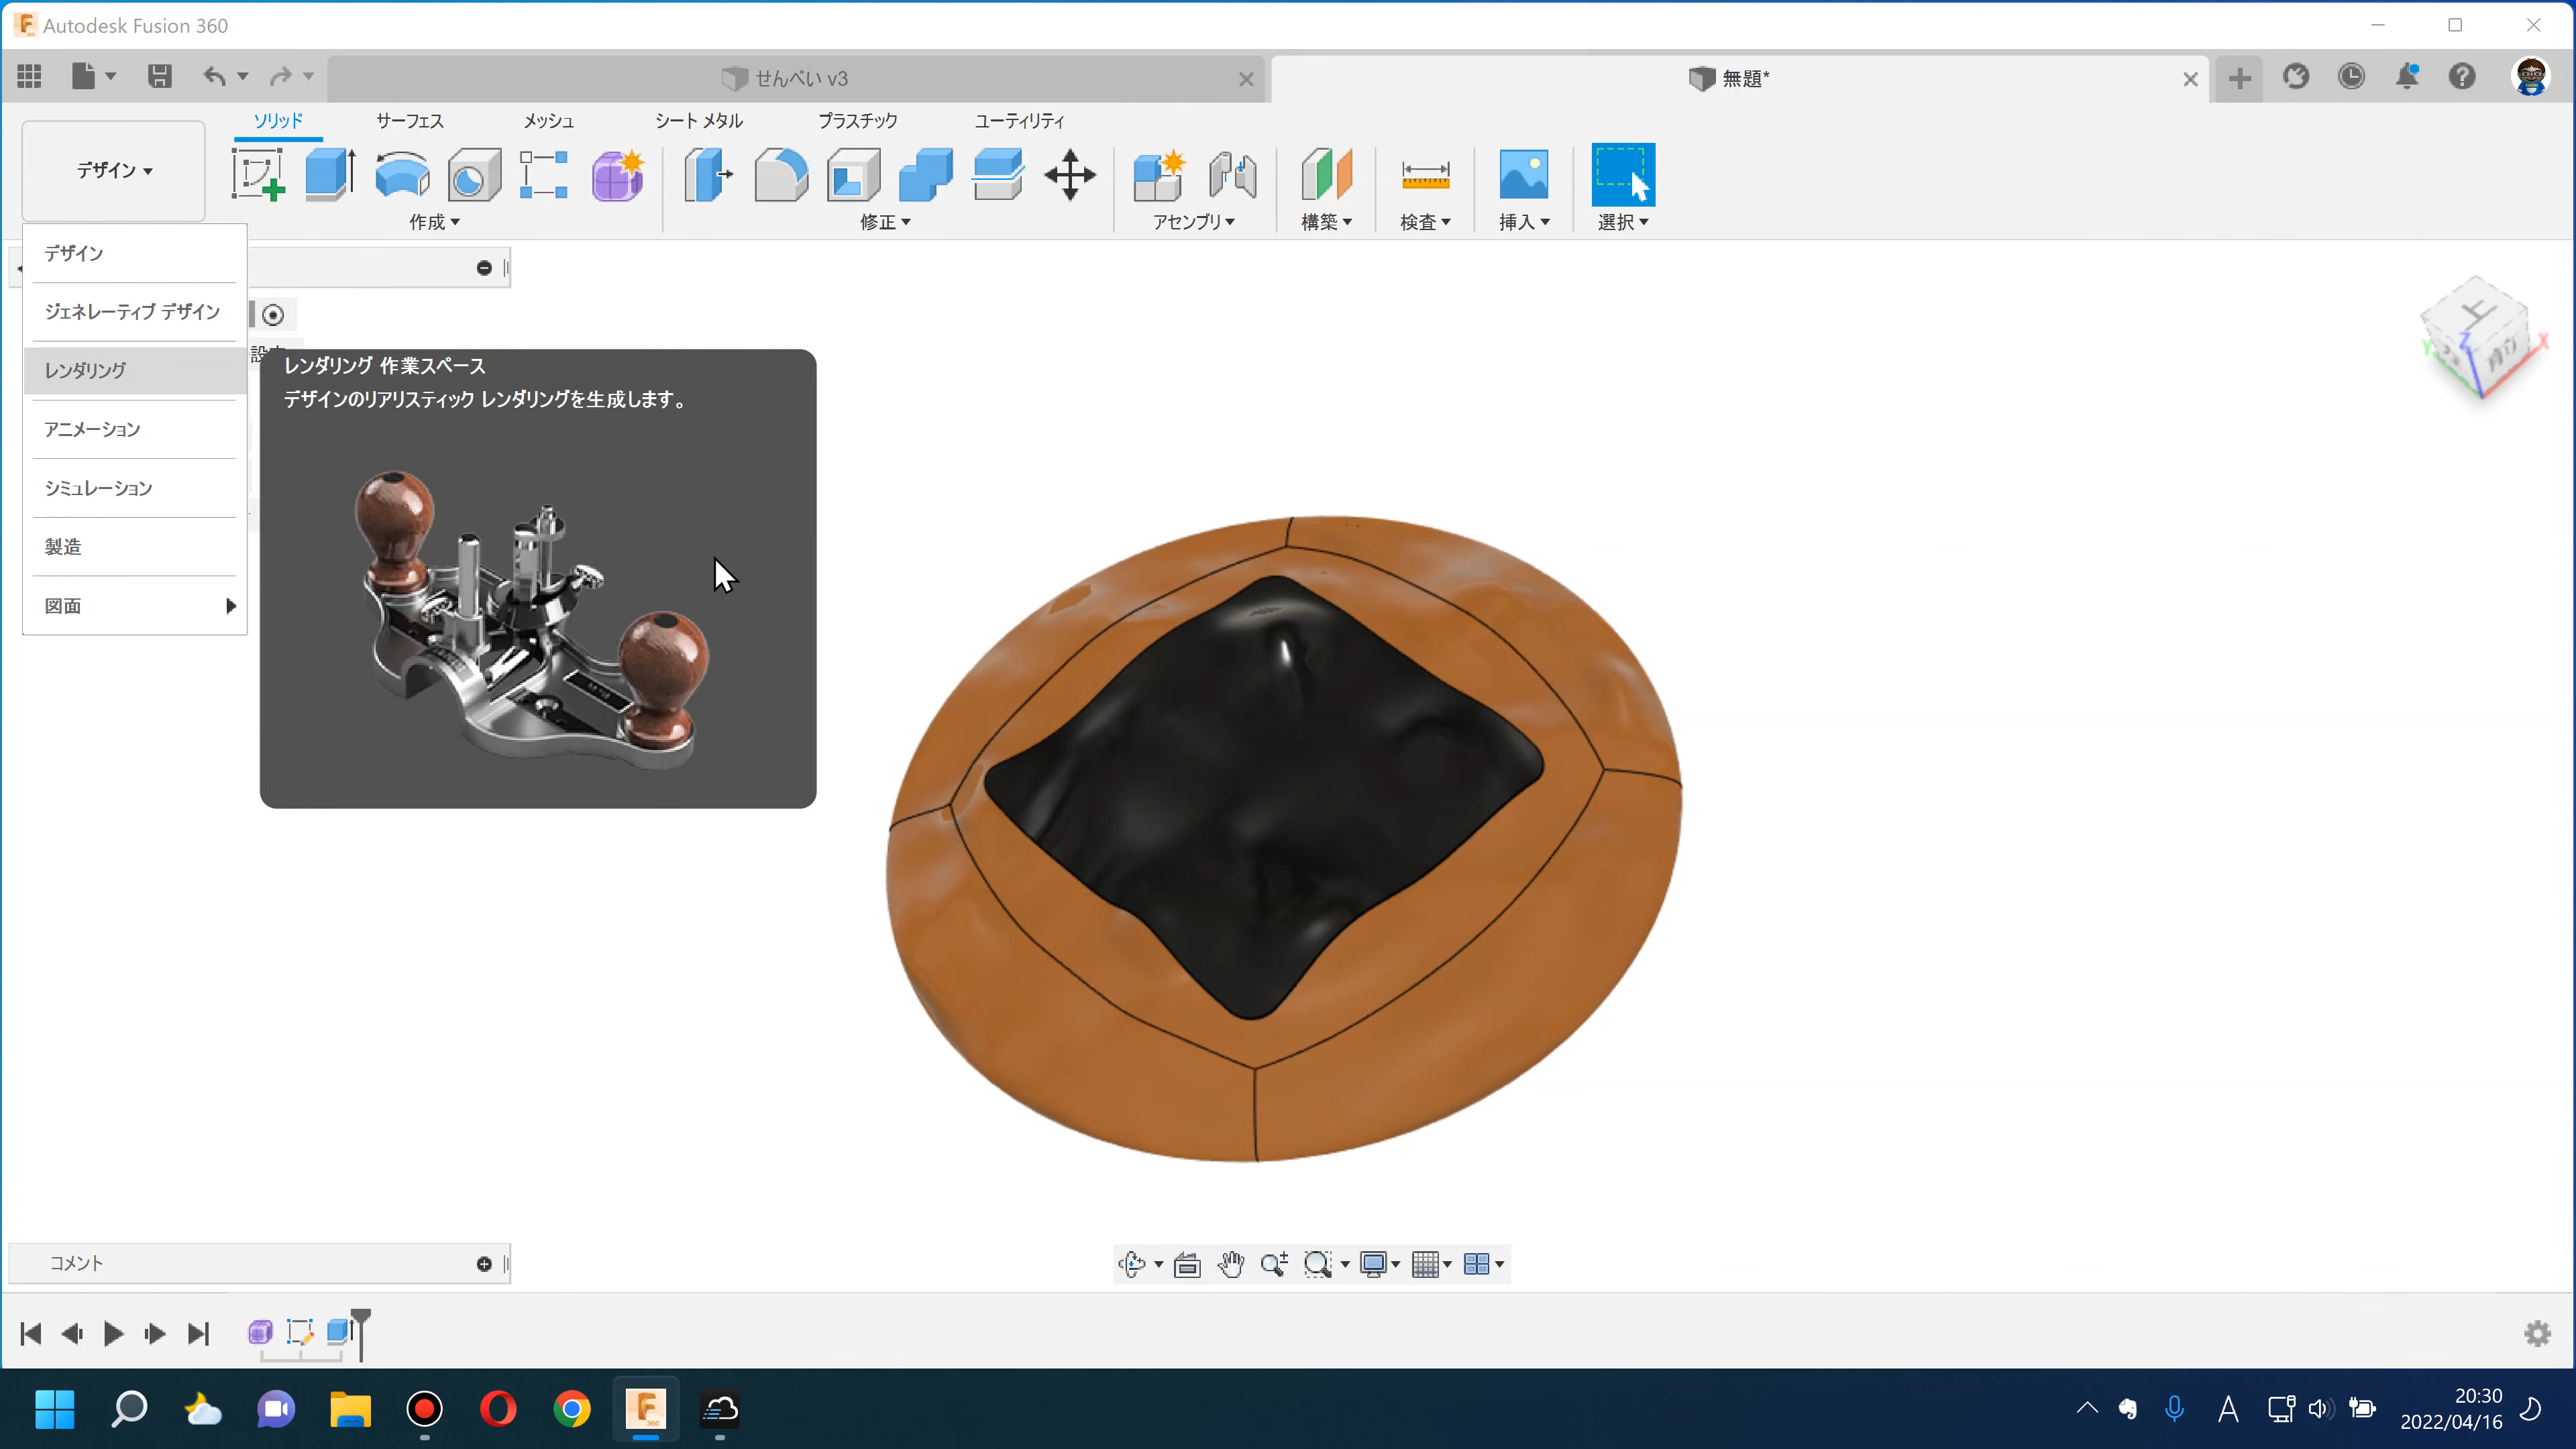 Autodesk Fusion 360
せんべい v3
無題*
デザイン
ソリッド
サーフェス
メッシュ
シート メタル
プラスチック
ユーティリティ
作成
修正
アセンブリ
構築
検査
挿入
選択
デザイン
ジェネレーティブ デザイン
レンダリング
アニメーション
シミュレーション
製造
図面
レンダリング 作業スペース
デザインのリアリスティック レンダリングを生成します。
上
Z
X
Y
コメント
360
A
20:30
2022/04/16